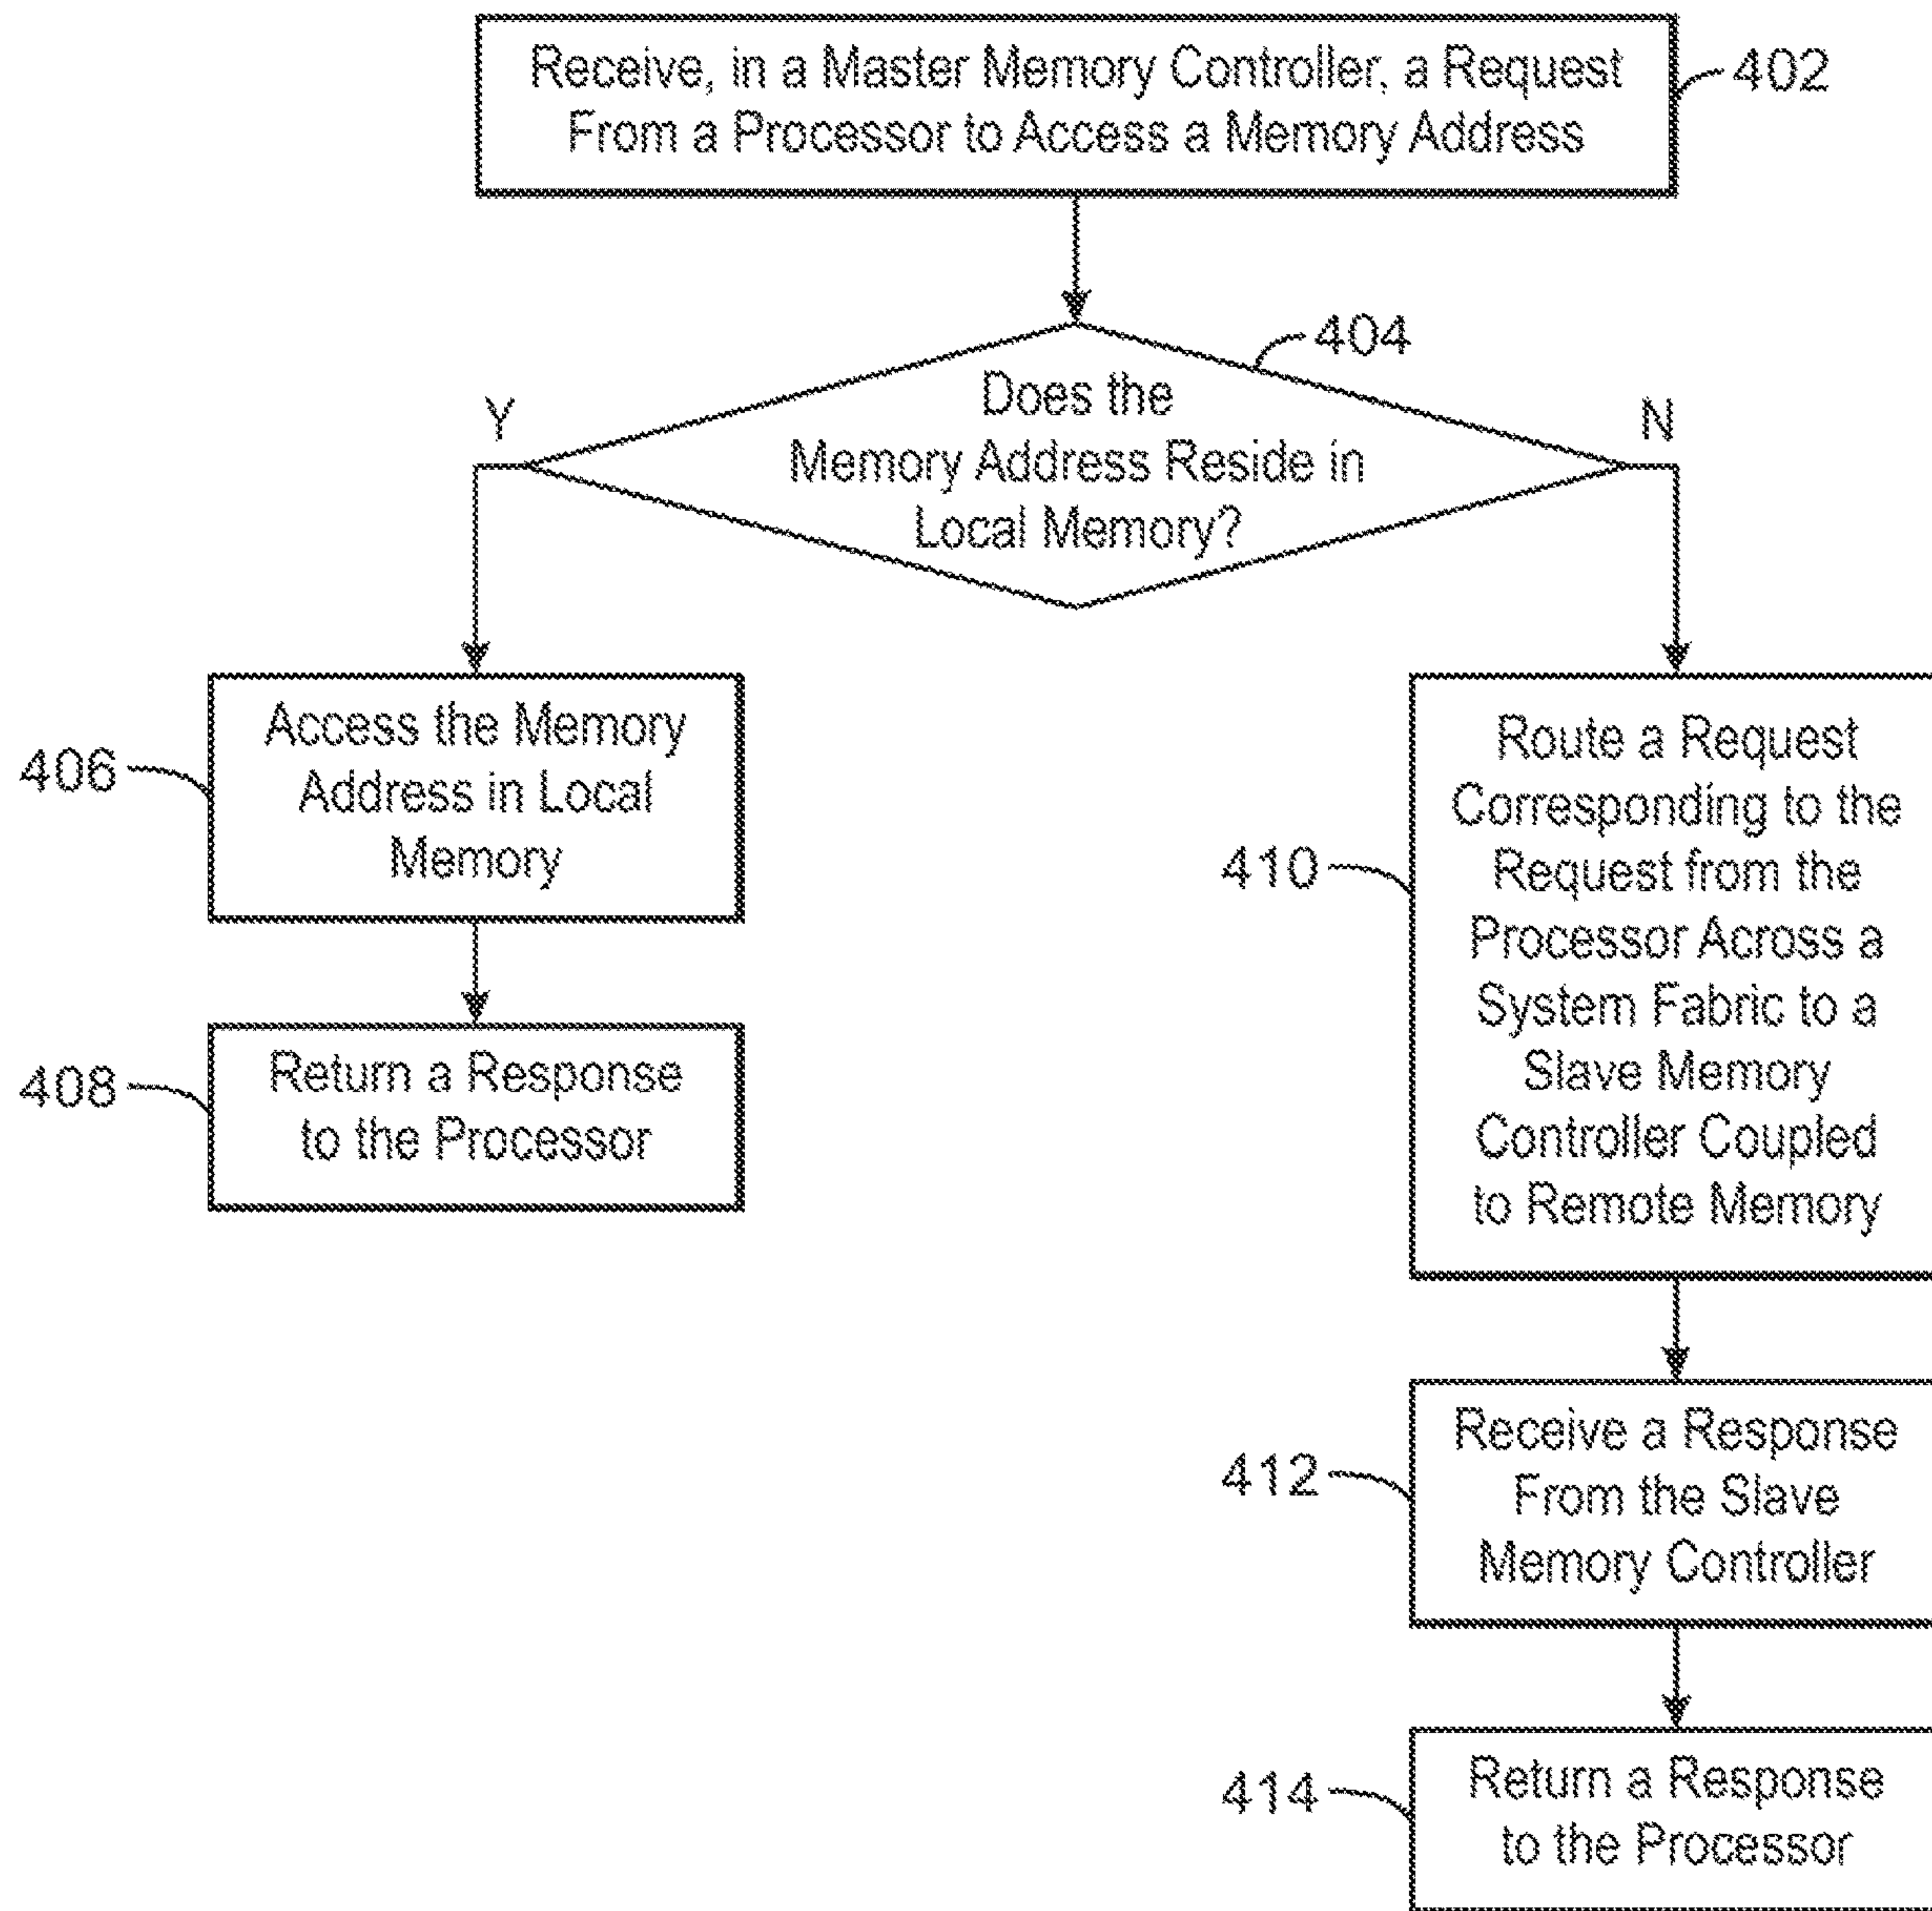 Receive, in a Master Memory Controller, a Request
From a Processor to Access a Memory Address
402
404
Does the
Memory Address Reside in
Local Memory?
Y
N
406
Access the Memory
Address in Local
Memory
408
Return a Response
to the Processor
410
Route a Request
Corresponding to the
Request from the
Processor Across a
System Fabric to a
Slave Memory
Controller Coupled
to Remote Memory
412
Receive a Response
From the Slave
Memory Controller
414
Return a Response
to the Processor